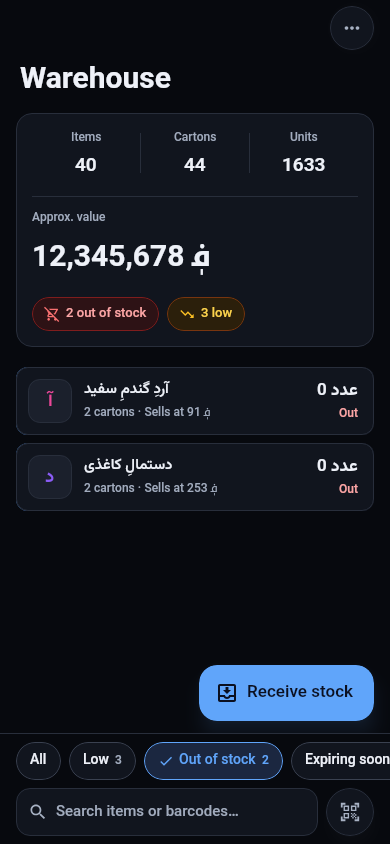 Warehouse
Items
Cartons
Units
40
44
1633
Approx. value
12,345,678 ؋
2 out of stock
3 low
آ
آردِ گندمِ سفید
2 cartons · Sells at 91 ؋
0 عدد
Out
د
دستمالِ کاغذی
2 cartons · Sells at 253 ؋
0 عدد
Out
Receive stock
All
Low 3
Out of stock 2
Expiring soon
Search items or barcodes…